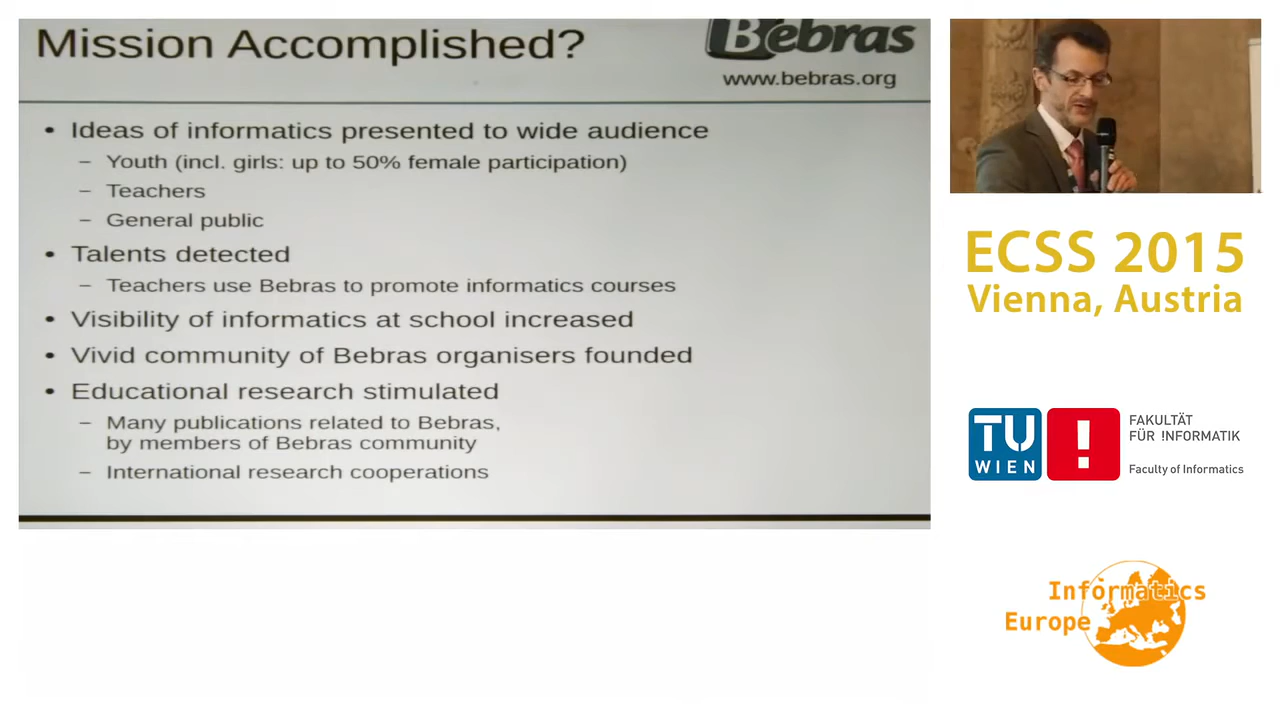 Mission Accomplished?
Bebras
www.bebras.org
• Ideas of informatics presented to wide audience
– Youth (incl. girls: up to 50% female participation)
– Teachers
– General public
• Talents detected
– Teachers use Bebras to promote informatics courses
• Visibility of informatics at school increased
• Vivid community of Bebras organisers founded
• Educational research stimulated
– Many publications related to Bebras,
by members of Bebras community
– International research cooperations
ECSS 2015
Vienna, Austria
TU
WIEN
!
FAKULTÄT
FÜR !NFORMATIK
Faculty of Informatics
Informatics
Europe